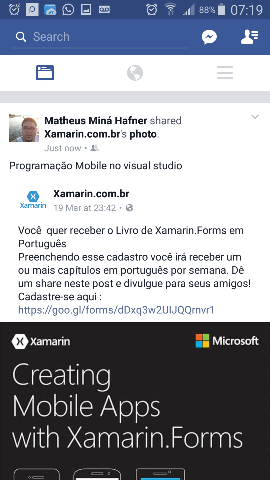 88% 07:19
Search
Matheus Miná Hafner shared
Xamarin.com.br's photo.
Just now ·
Programação Mobile no visual studio
Xamarin
Xamarin.com.br
19 Mar at 23:42 ·
Você quer receber o Livro de Xamarin.Forms em
Português
Preenchendo esse cadastro você irá receber um
ou mais capítulos em português por semana. Dê
um share neste post e divulgue para seus amigos!
Cadastre-se aqui :
https://goo.gl/forms/dDxq3w2UIJQQrnvr1
Xamarin Microsoft
Creating
Mobile Apps
with Xamarin.Forms